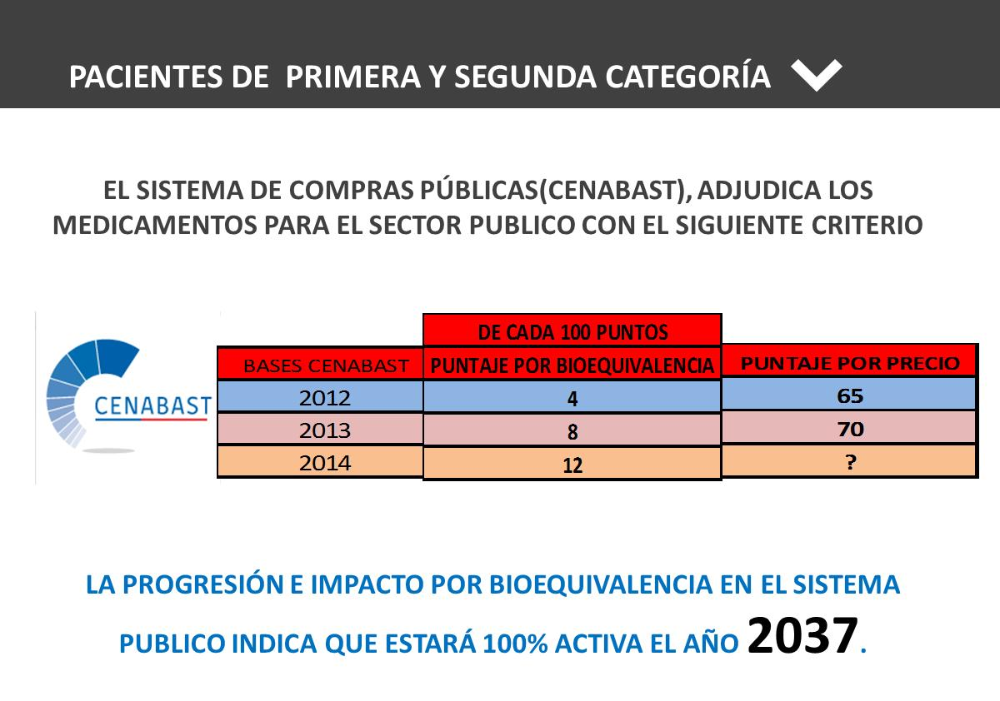 PACIENTES DE PRIMERA Y SEGUNDA CATEGORÍA
EL SISTEMA DE COMPRAS PÚBLICAS(CENABAST), ADJUDICA LOS
MEDICAMENTOS PARA EL SECTOR PUBLICO CON EL SIGUIENTE CRITERIO
CENABAST
DE CADA 100 PUNTOS
BASES CENABAST PUNTAJE POR BIOEQUIVALENCIA PUNTAJE POR PRECIO
2012 4 65
2013 8 70
2014 12 ?
LA PROGRESIÓN E IMPACTO POR BIOEQUIVALENCIA EN EL SISTEMA
PUBLICO INDICA QUE ESTARÁ 100% ACTIVA EL AÑO 2037.